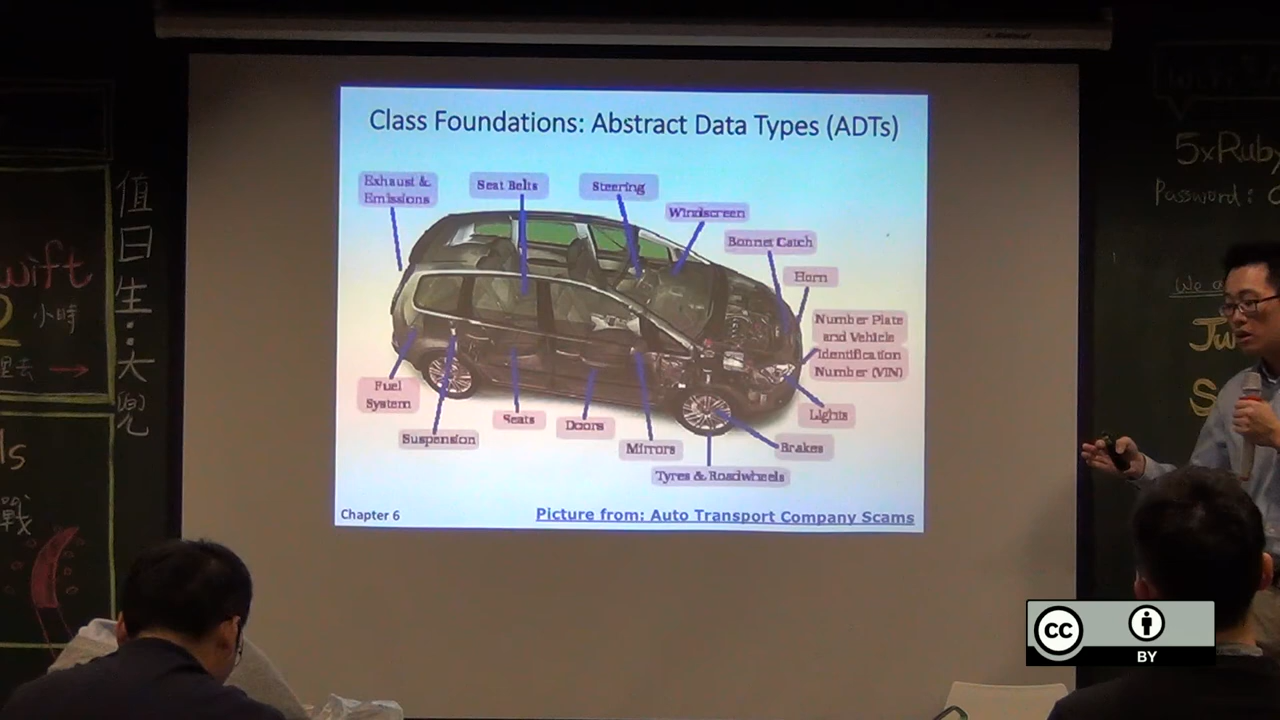 Class Foundations: Abstract Data Types (ADTs)
Exhaust &
Emissions
Seat Belts
Steering
Windscreen
Bonnet Catch
Horn
Number Plate
and Vehicle
Identification
Number (VIN)
Lights
Brakes
Tyres & Roadwheels
Mirrors
Doors
Seats
Suspension
Fuel
System
Chapter 6
Picture from: Auto Transport Company Scams
wift
小時
值日生:大兜
5xRuby
Password:
CC
BY